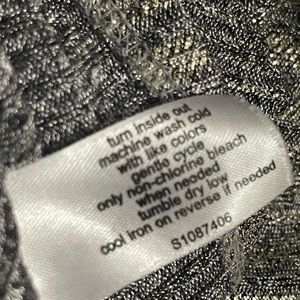 turn inside out
machine wash cold
with like colors
gentle cycle
only non-chlorine bleach
when needed
tumble dry low
cool iron on reverse if needed
S1087406